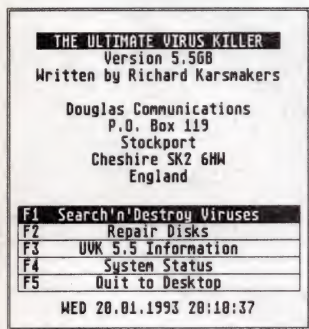 THE ULTIMATE VIRUS KILLER
Version 5.5GB
Written by Richard Karsmakers
Douglas Communications
P.O. Box 119
Stockport
Cheshire SK2 6HW
England
F1 Search'n'Destroy Viruses
F2 Repair Disks
F3 UVK 5.5 Information
F4 System Status
F5 Quit to Desktop
WED 20.01.1993 20:10:37